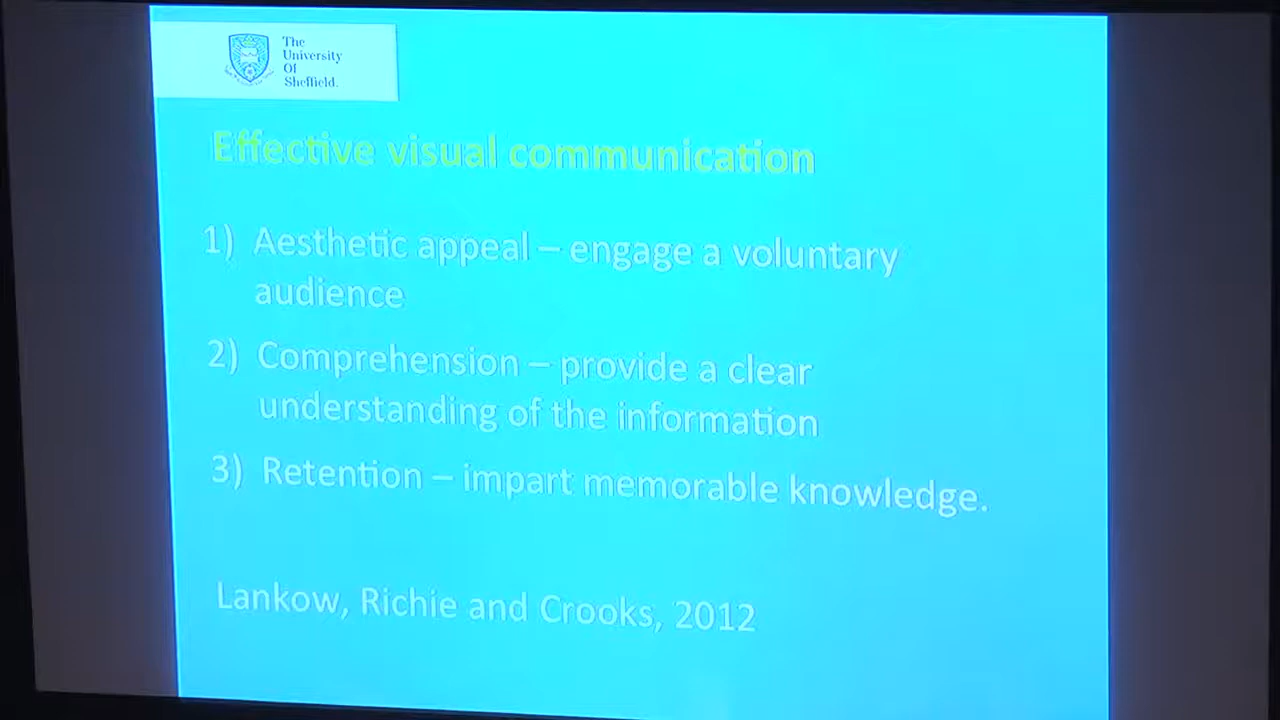 The
University
Of
Sheffield.
Effective visual communication
1) Aesthetic appeal – engage a voluntary
audience
2) Comprehension – provide a clear
understanding of the information
3) Retention – impart memorable knowledge.
Lankow, Richie and Crooks, 2012